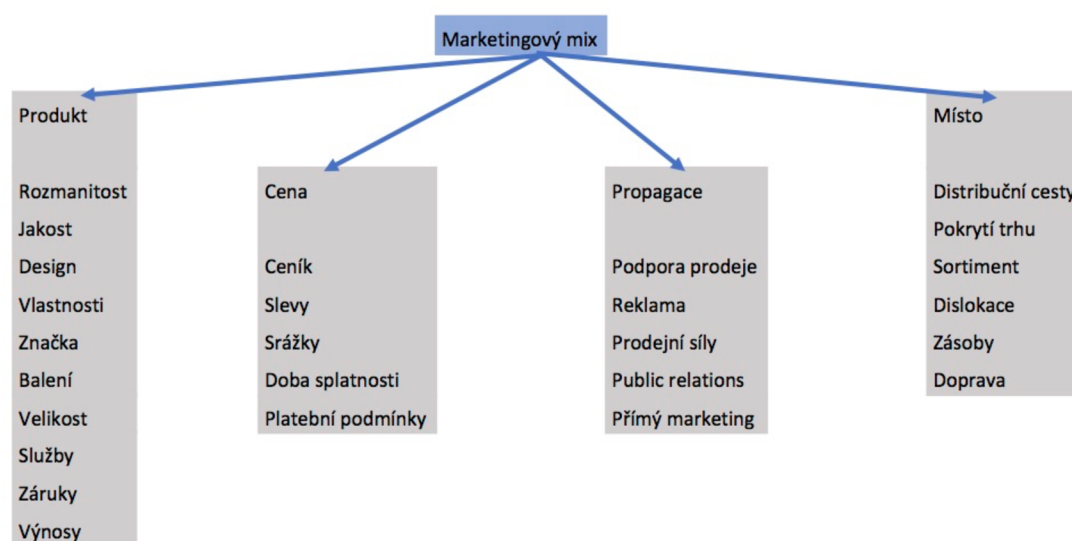 Marketingový mix
Produkt
Rozmanitost
Jakost
Design
Vlastnosti
Značka
Balení
Velikost
Služby
Záruky
Výnosy
Cena
Ceník
Slevy
Srážky
Doba splatnosti
Platební podmínky
Propagace
Podpora prodeje
Reklama
Prodejní síly
Public relations
Přímý marketing
Místo
Distribuční cesty
Pokrytí trhu
Sortiment
Dislokace
Zásoby
Doprava